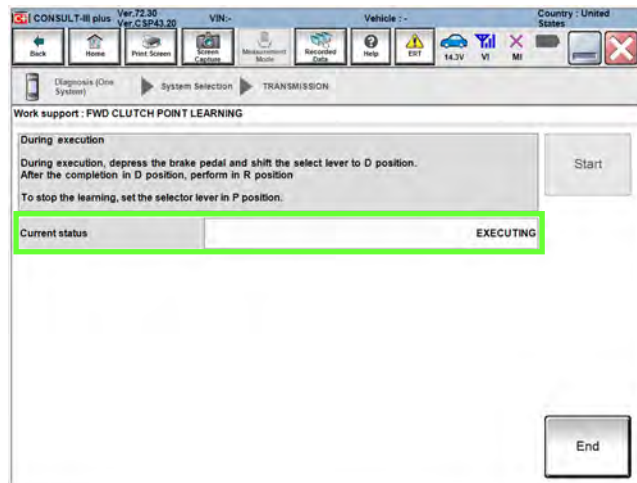 CONSULT-III plus Ver.72.30 VIN:- Vehicle : - Country : United
Ver.CSP43.20 States
Back Home Print Screen Screen Capture Measurement Mode Recorded Data Help ERT 14.3V VI MI
Diagnosis (One System) System Selection TRANSMISSION
Work support : FWD CLUTCH POINT LEARNING
During execution
During execution, depress the brake pedal and shift the select lever to D position.
After the completion in D position, perform in R position
To stop the learning, set the selector lever in P position.
Start
Current status EXECUTING
End